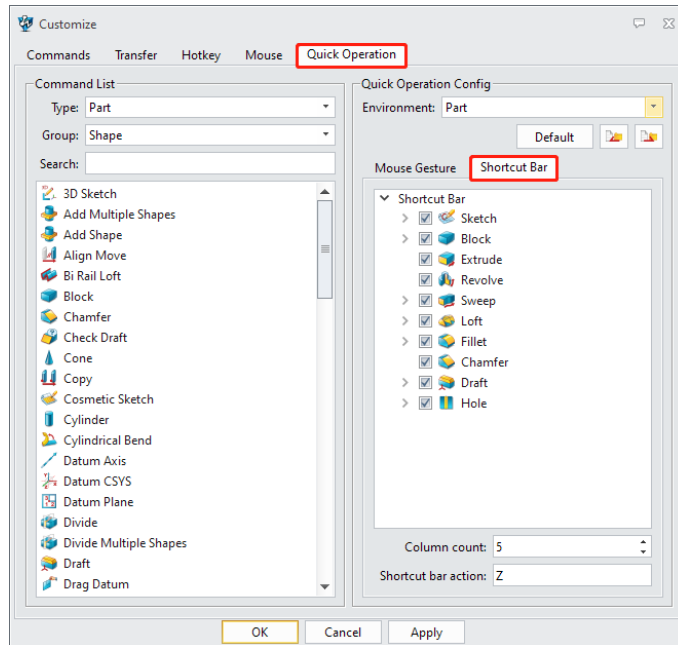 Customize
Commands Transfer Hotkey Mouse Quick Operation
Command List
Type: Part
Group: Shape
Search:
3D Sketch
Add Multiple Shapes
Add Shape
Align Move
Bi Rail Loft
Block
Chamfer
Check Draft
Cone
Copy
Cosmetic Sketch
Cylinder
Cylindrical Bend
Datum Axis
Datum CSYS
Datum Plane
Divide
Divide Multiple Shapes
Draft
Drag Datum
Quick Operation Config
Environment: Part
Default
Mouse Gesture Shortcut Bar
Shortcut Bar
Sketch
Block
Extrude
Revolve
Sweep
Loft
Fillet
Chamfer
Draft
Hole
Column count: 5
Shortcut bar action: Z
OK Cancel Apply